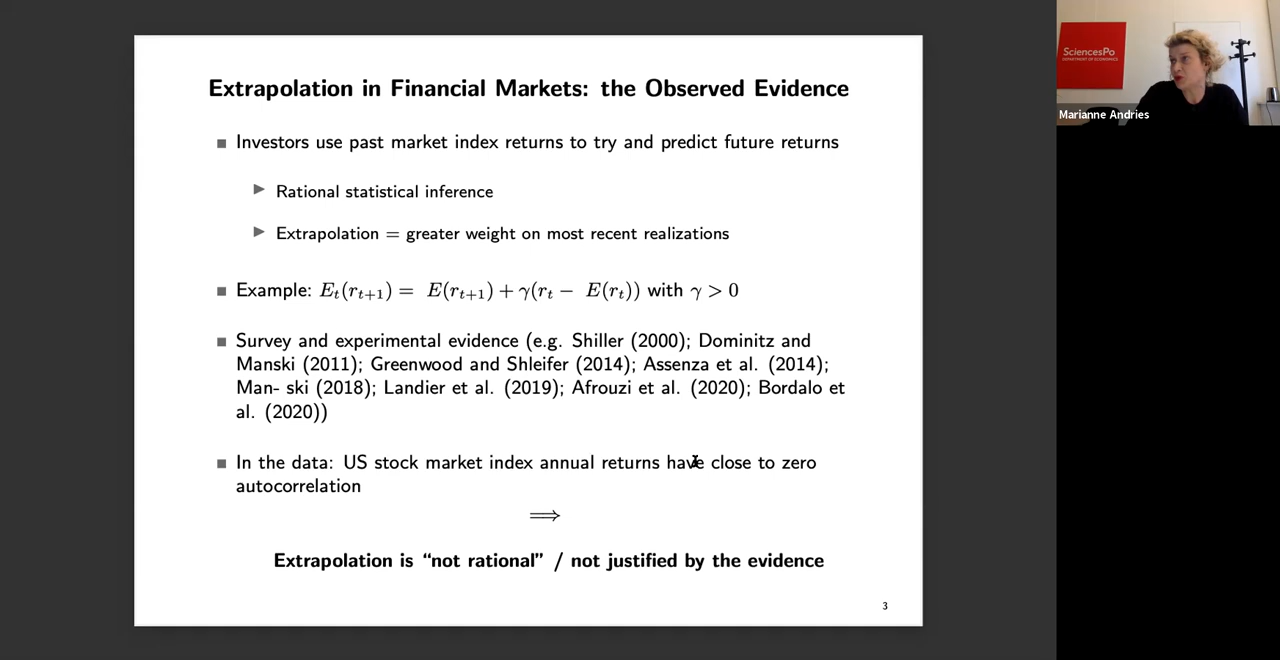 Extrapolation in Financial Markets: the Observed Evidence
Investors use past market index returns to try and predict future returns
Rational statistical inference
Extrapolation = greater weight on most recent realizations
Example: E_t(r_{t+1}) = E(r_{t+1}) + γ(r_t − E(r_t)) with γ > 0
Survey and experimental evidence (e.g. Shiller (2000); Dominitz and
Manski (2011); Greenwood and Shleifer (2014); Assenza et al. (2014);
Man- ski (2018); Landier et al. (2019); Afrouzi et al. (2020); Bordalo et
al. (2020))
In the data: US stock market index annual returns have close to zero
autocorrelation
⟹
Extrapolation is “not rational” / not justified by the evidence
3
SciencesPo
DEPARTMENT OF ECONOMICS
Marianne Andries